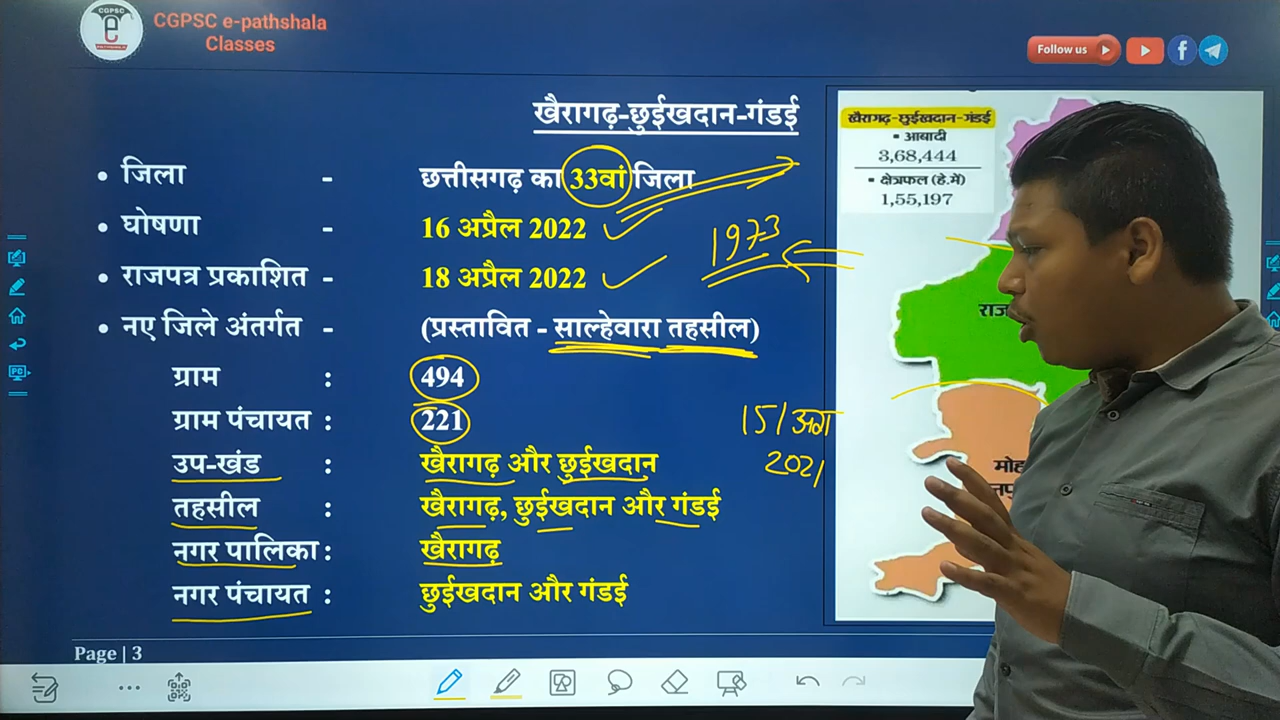 CGPSC
CGPSC e-pathshala
Classes
Follow us
खैरागढ़-छुईखदान-गंडई
• जिला - छत्तीसगढ़ का 33वां जिला
• घोषणा - 16 अप्रैल 2022
• राजपत्र प्रकाशित - 18 अप्रैल 2022
1973
• नए जिले अंतर्गत - (प्रस्तावित - साल्हेवारा तहसील)
ग्राम : 494
ग्राम पंचायत : 221
15/अग
2021
उप-खंड : खैरागढ़ और छुईखदान
तहसील : खैरागढ़, छुईखदान और गंडई
नगर पालिका : खैरागढ़
नगर पंचायत : छुईखदान और गंडई
खैरागढ़-छुईखदान-गंडई
• आबादी
3,68,444
• क्षेत्रफल (हे.में)
1,55,197
राज
मोह
Page | 3
PC